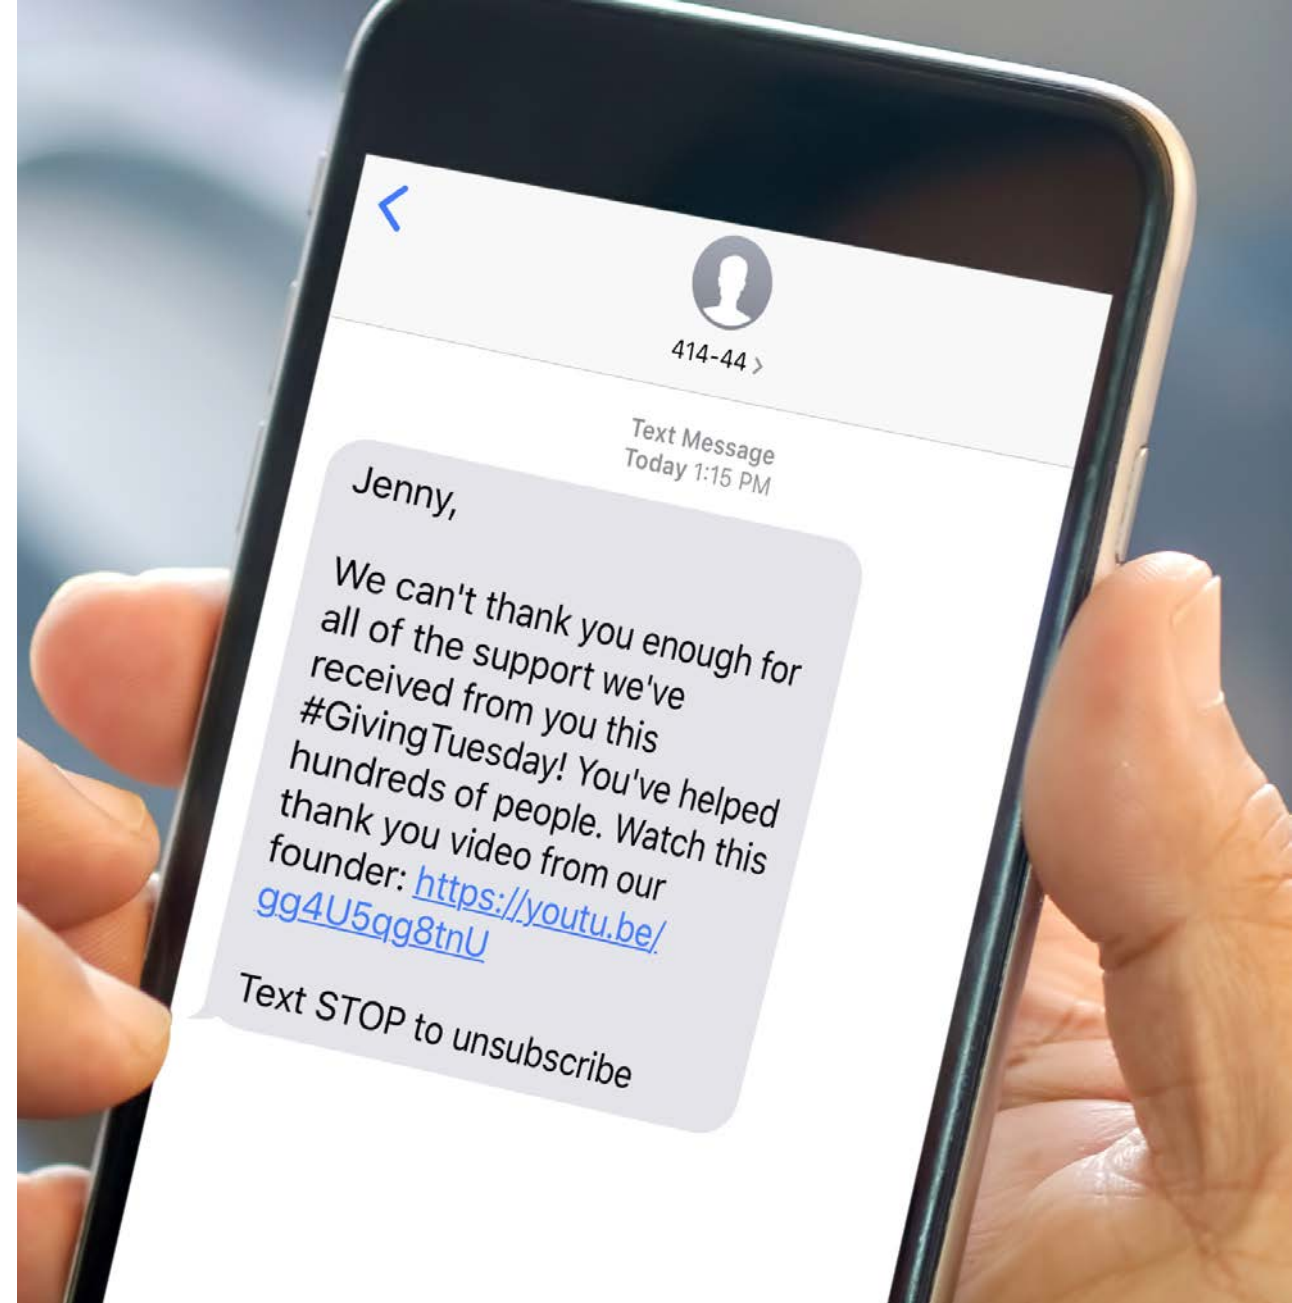 414-44 >
Text Message
Today 1:15 PM
Jenny,
We can't thank you enough for
all of the support we've
received from you this
#GivingTuesday! You've helped
hundreds of people. Watch this
thank you video from our
founder: https://youtu.be/
gg4U5qg8tnU
Text STOP to unsubscribe